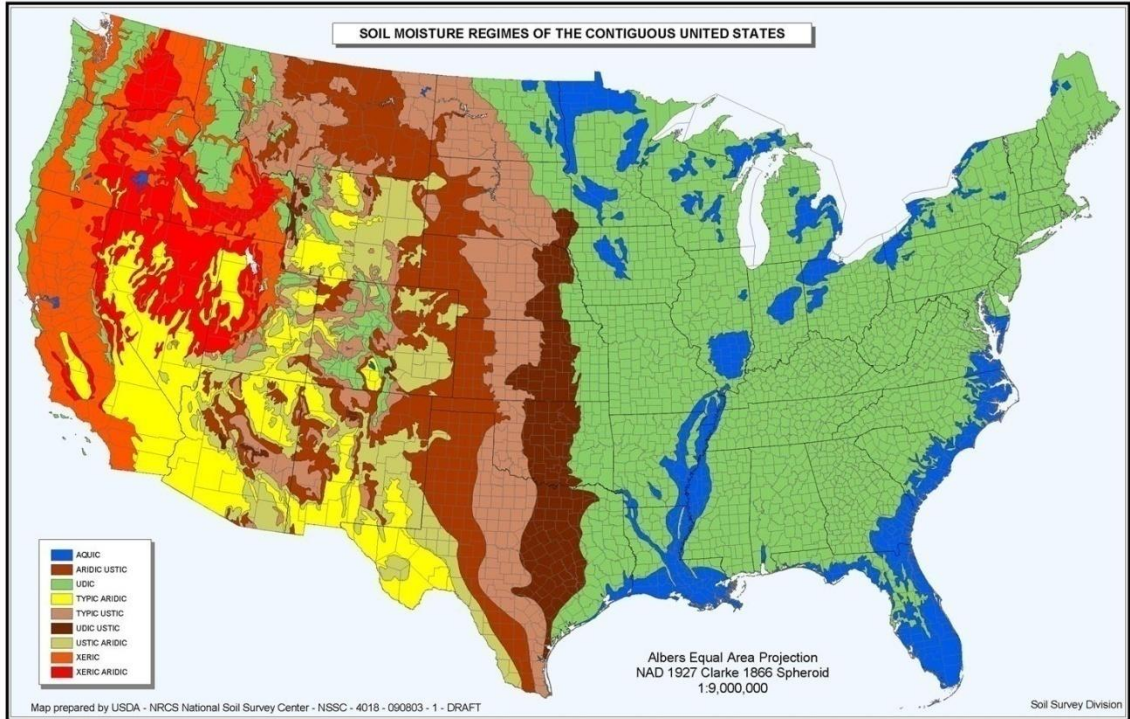 SOIL MOISTURE REGIMES OF THE CONTIGUOUS UNITED STATES
AQUIC
ARIDIC USTIC
UDIC
TYPIC ARIDIC
TYPIC USTIC
UDIC USTIC
USTIC ARIDIC
XERIC
XERIC ARIDIC
Albers Equal Area Projection
NAD 1927 Clarke 1866 Spheroid
1:9,000,000
Map prepared by USDA - NRCS National Soil Survey Center - NSSC - 4018 - 090803 - 1 - DRAFT
Soil Survey Division